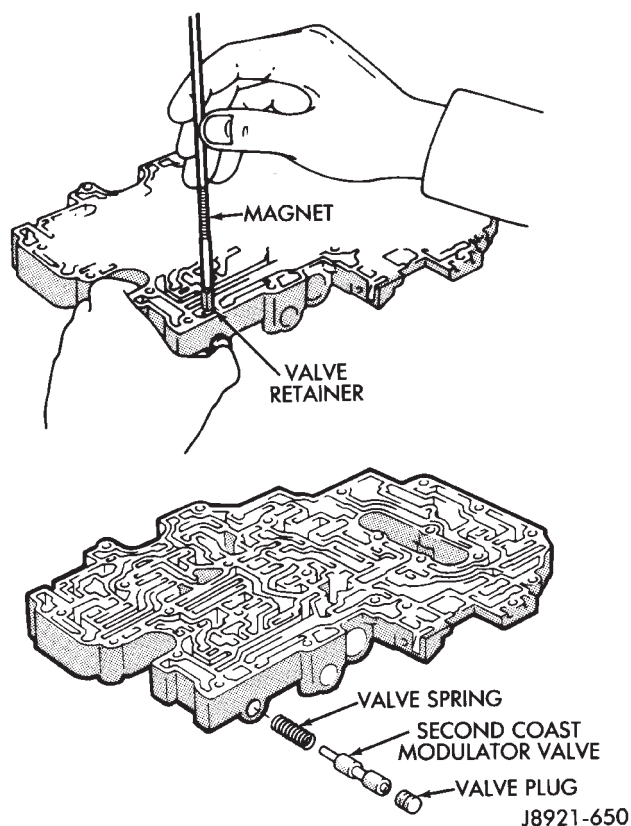 MAGNET
VALVE
RETAINER
VALVE SPRING
SECOND COAST
MODULATOR VALVE
VALVE PLUG
J8921-650